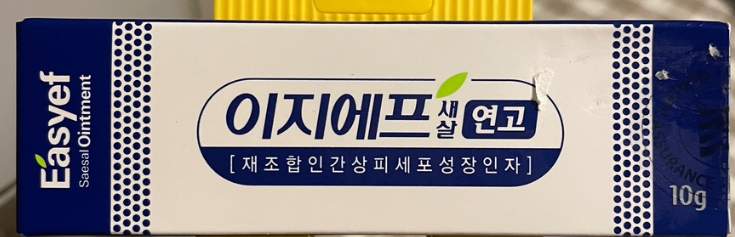 Easyef
Saesal Ointment
이지에프 새살 연고
[재조합인간상피세포성장인자]
10g